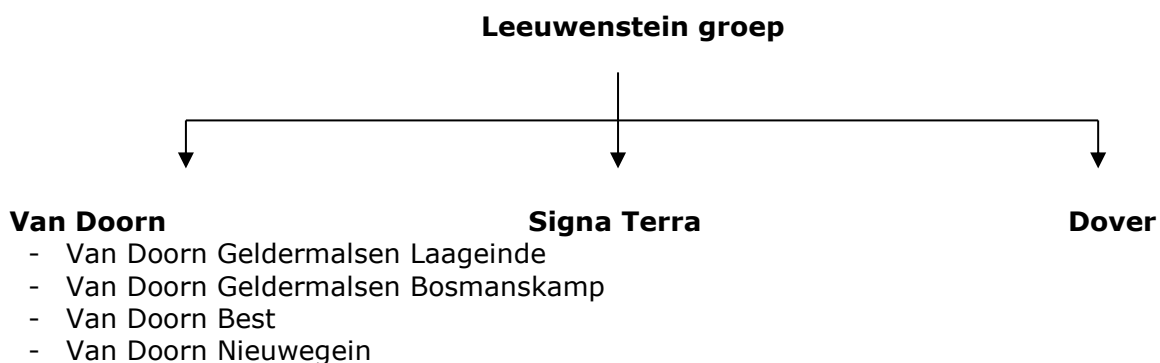 Leeuwenstein groep
Van Doorn Signa Terra Dover
- Van Doorn Geldermalsen Laageinde
- Van Doorn Geldermalsen Bosmanskamp
- Van Doorn Best
- Van Doorn Nieuwegein